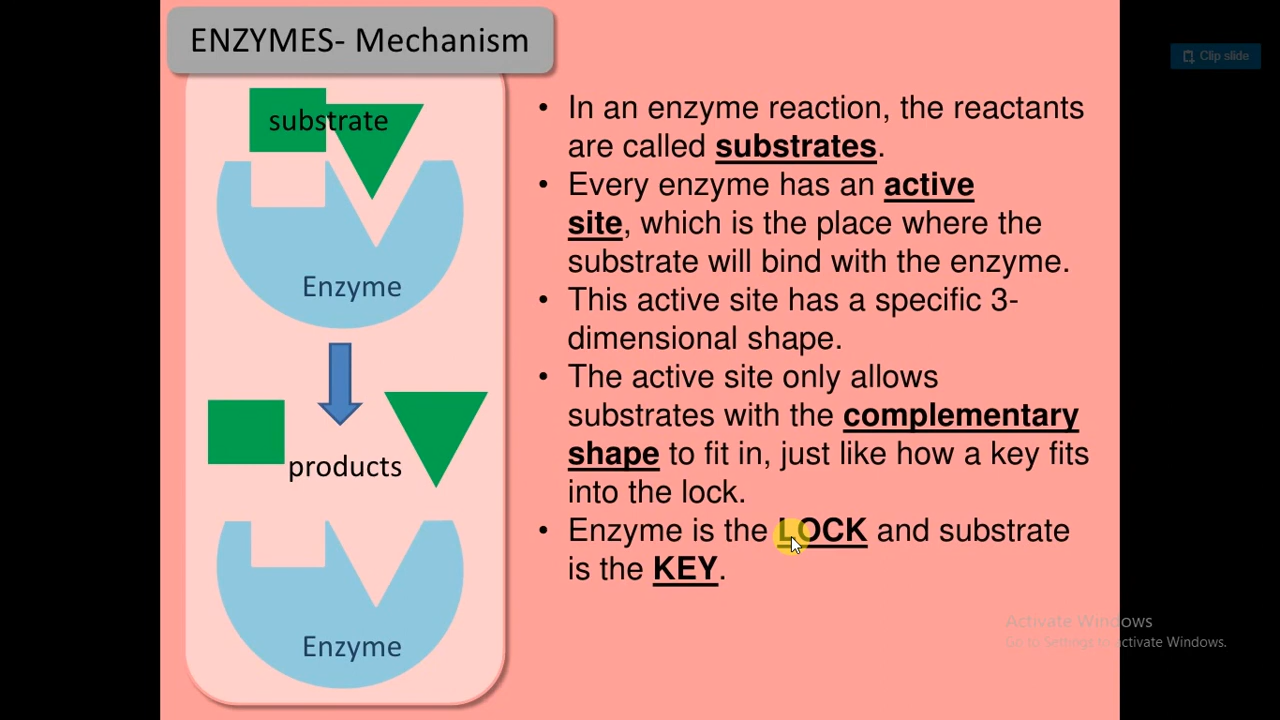 ENZYMES- Mechanism
Clip slide
substrate
Enzyme
products
Enzyme
• In an enzyme reaction, the reactants
are called substrates.
• Every enzyme has an active
site, which is the place where the
substrate will bind with the enzyme.
• This active site has a specific 3-
dimensional shape.
• The active site only allows
substrates with the complementary
shape to fit in, just like how a key fits
into the lock.
• Enzyme is the LOCK and substrate
is the KEY.
Activate Windows
Go to Settings to activate Windows.